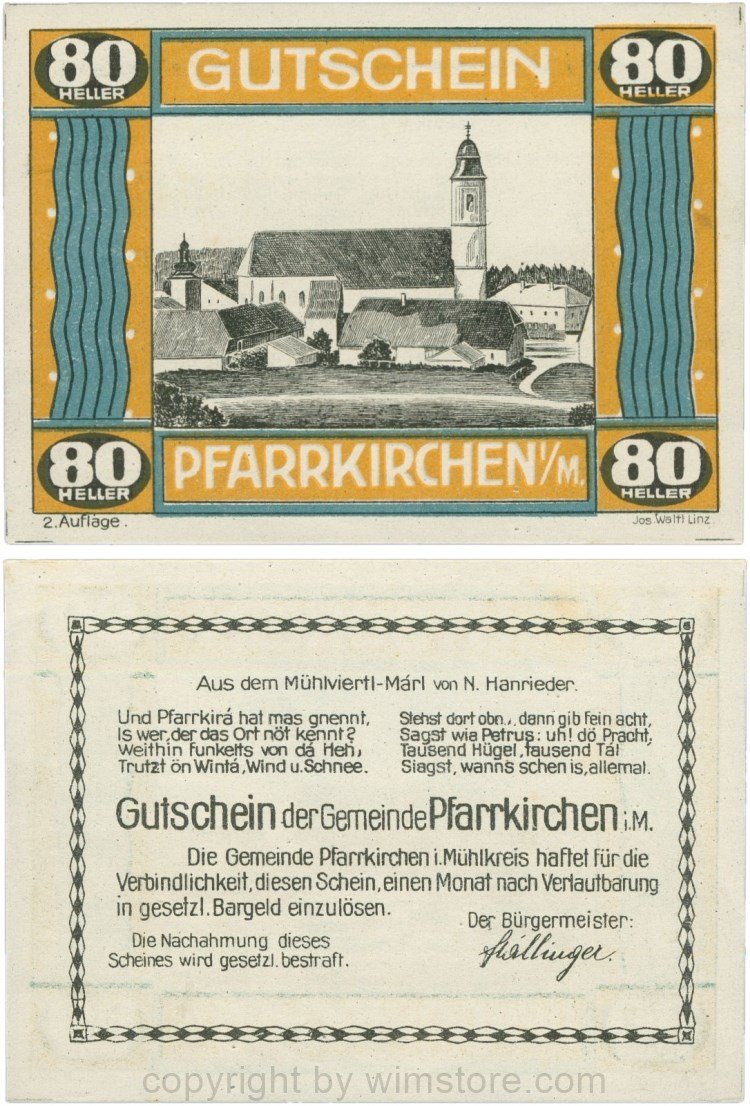 80 HELLER
GUTSCHEIN
80 HELLER
80 HELLER
PFARRKIRCHEN I/M.
80 HELLER
2. Auflage.
Jos. Wältl Linz.
Aus dem Mühlviertl-Márl von N. Hanrieder.
Und Pfarrkirá hat mas gnennt,
Is wer, der das Ort nöt kennt?
Weithin funkelts von dá Heh,
Trutzt ön Wintá, Wind u. Schnee.
Stehst dort obn., dann gib fein acht,
Sagst wia Petrus: uh! dö Pracht,
Tausend Hügel, tausend Tál
Siagst, wanns schen is, allemal.
Gutschein der Gemeinde Pfarrkirchen i. M.
Die Gemeinde Pfarrkirchen i. Mühlkreis haftet für die
Verbindlichkeit, diesen Schein, einen Monat nach Verlautbarung
in gesetzl. Bargeld einzulösen.
Der Bürgermeister:
Die Nachahmung dieses
Scheines wird gesetzl. bestraft.
copyright by wimstore.com